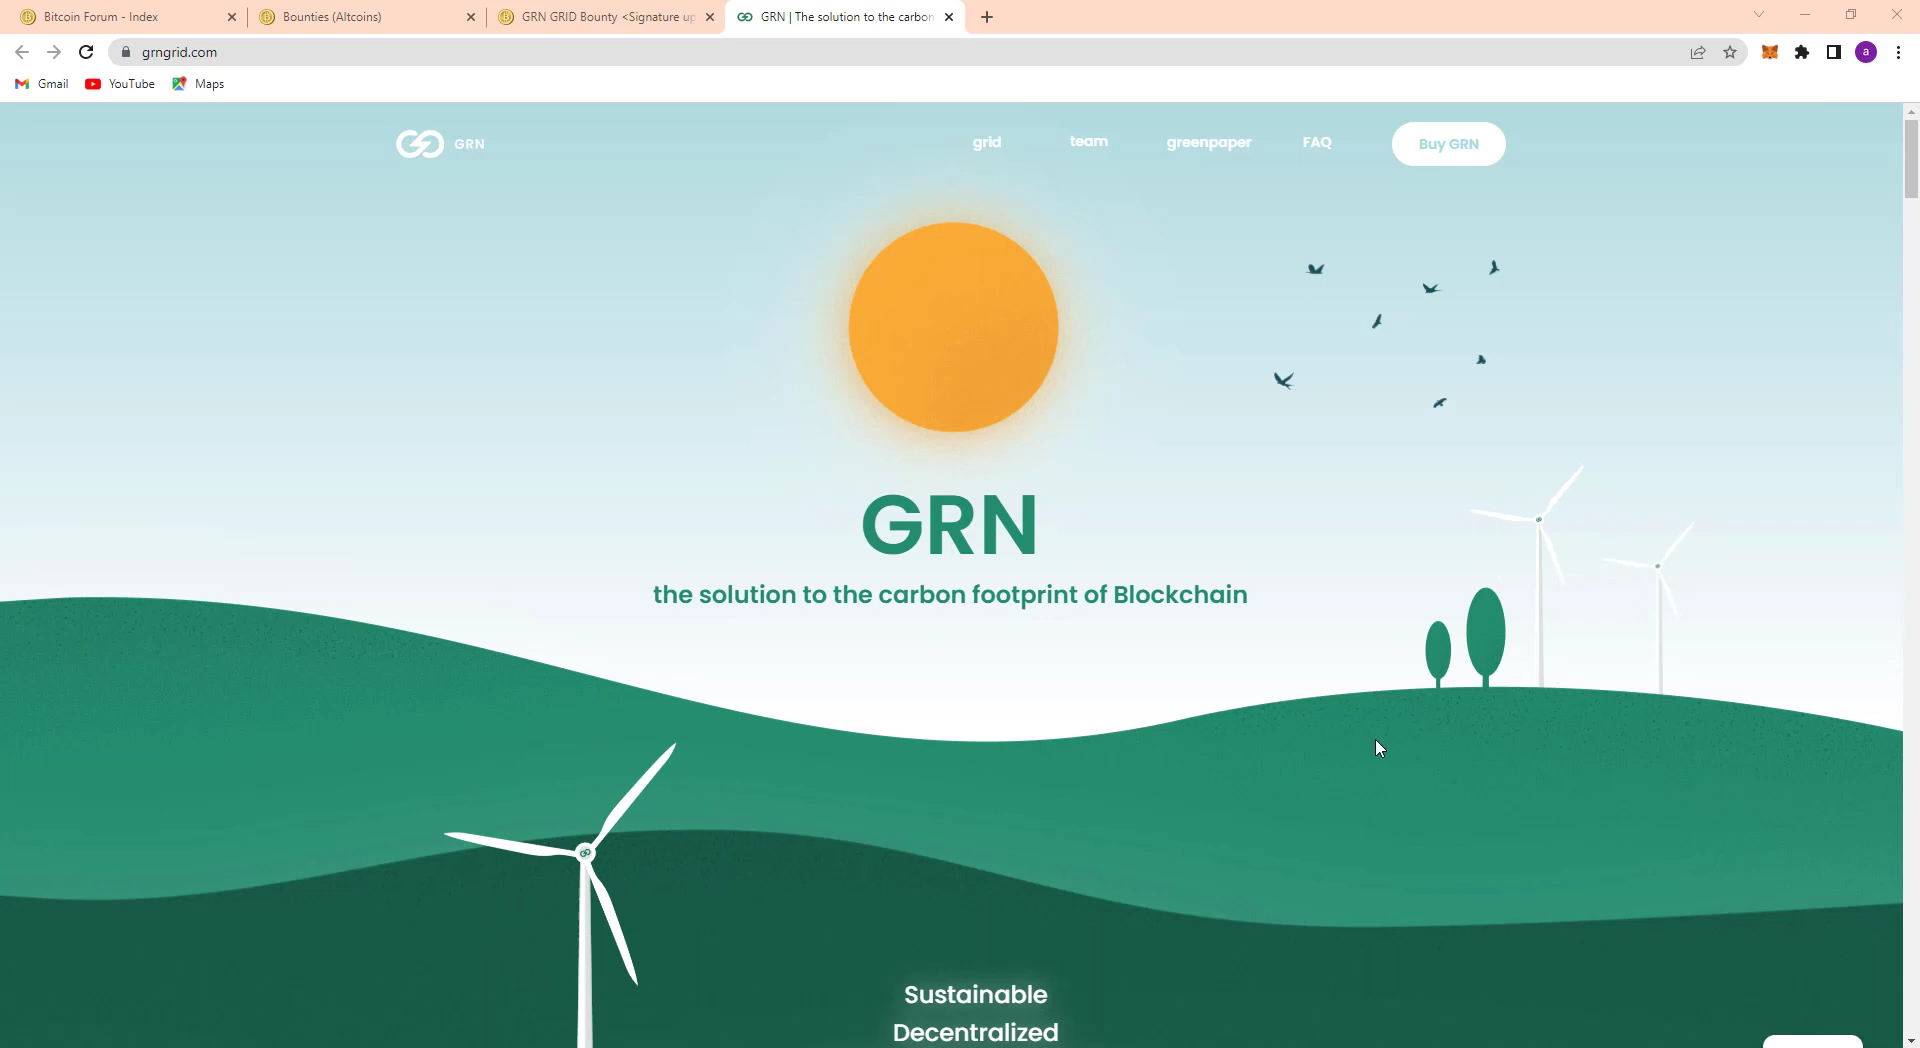 Bitcoin Forum - Index
Bounties (Altcoins)
GRN GRID Bounty <Signature up
GRN | The solution to the carbon
grngrid.com
a
Gmail
YouTube
Maps
GRN
grid
team
greenpaper
FAQ
Buy GRN
GRN
the solution to the carbon footprint of Blockchain
Sustainable
Decentralized